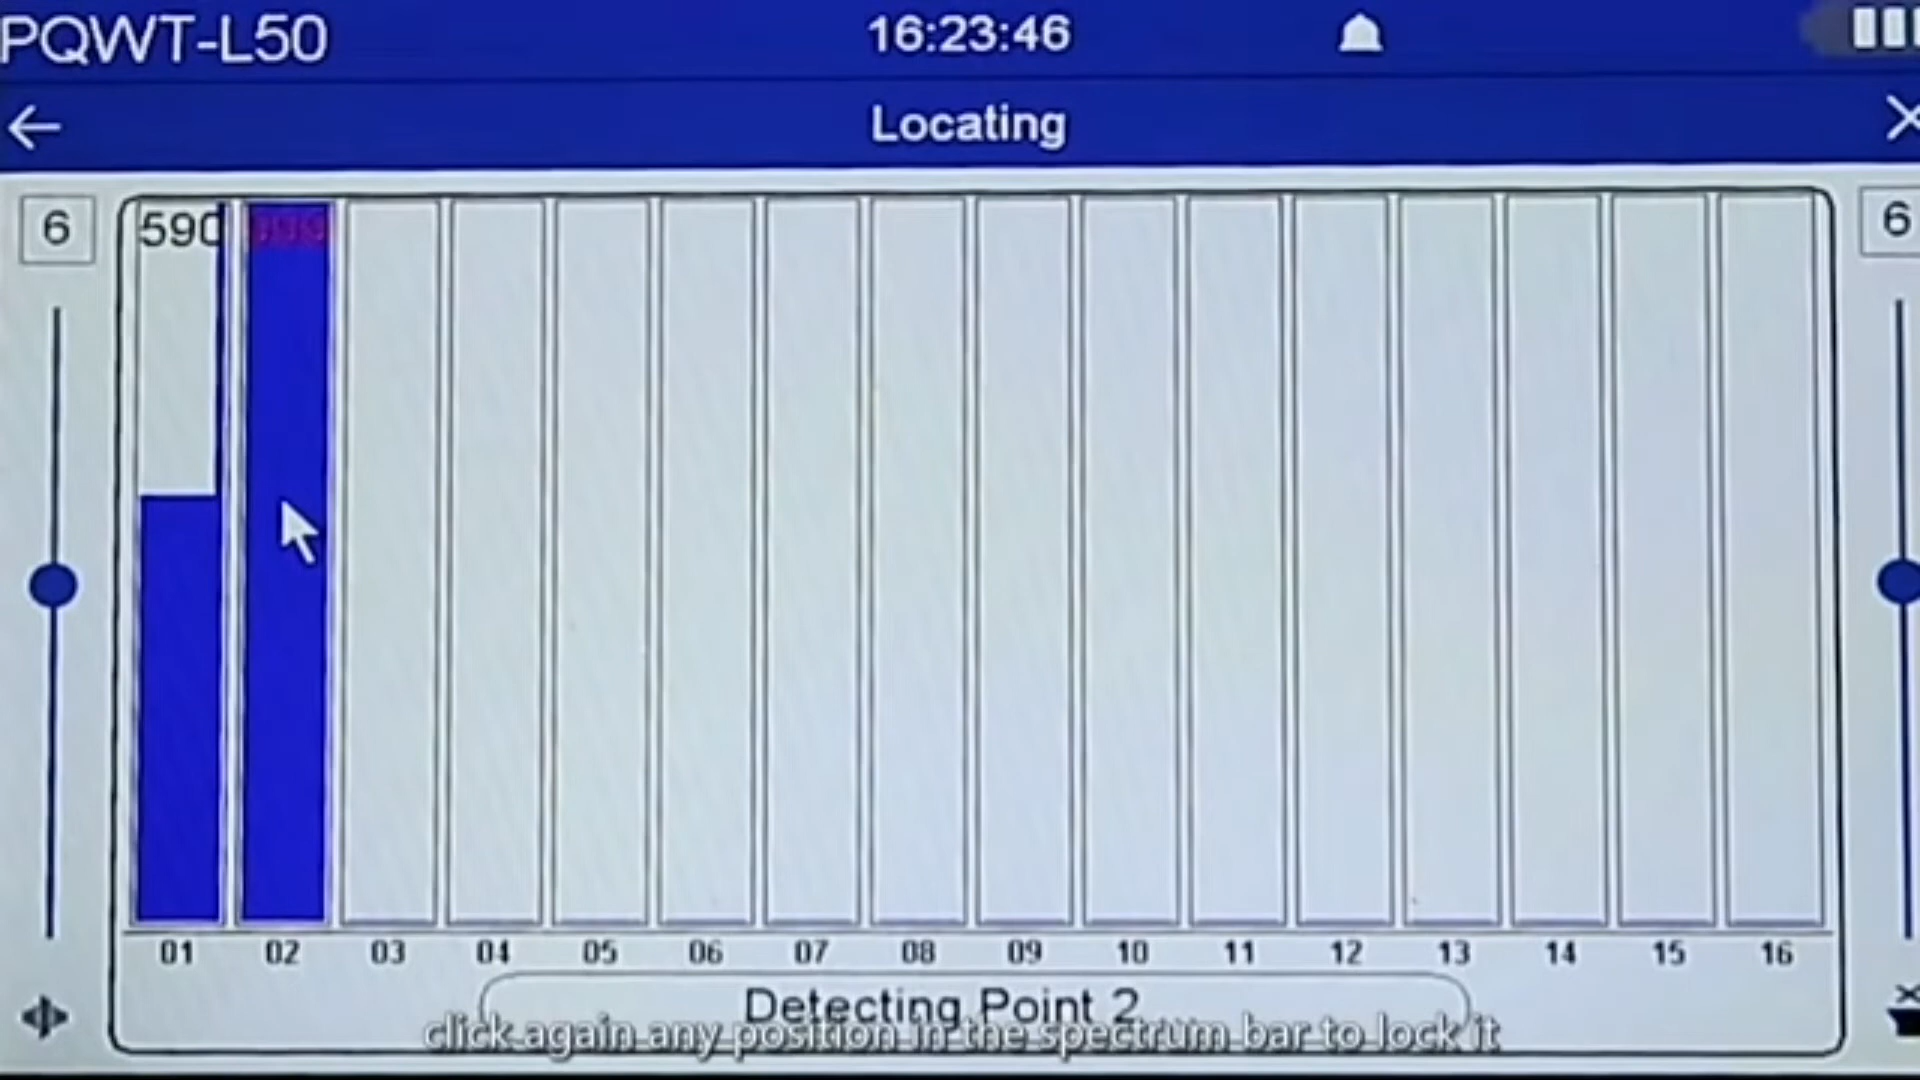 PQWT-L50
16:23:46
Locating
6
590
999
6
01 02 03 04 05 06 07 08 09 10 11 12 13 14 15 16
Detecting Point 2
click again any position in the spectrum bar to lock it